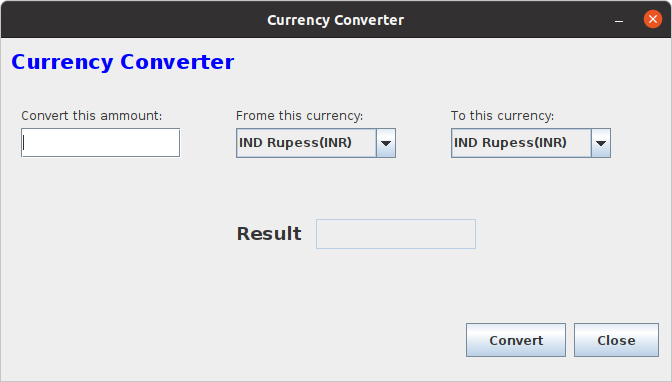 Currency Converter
Currency Converter
Convert this ammount: Frome this currency: To this currency:
IND Rupess(INR) IND Rupess(INR)
Result
Convert Close